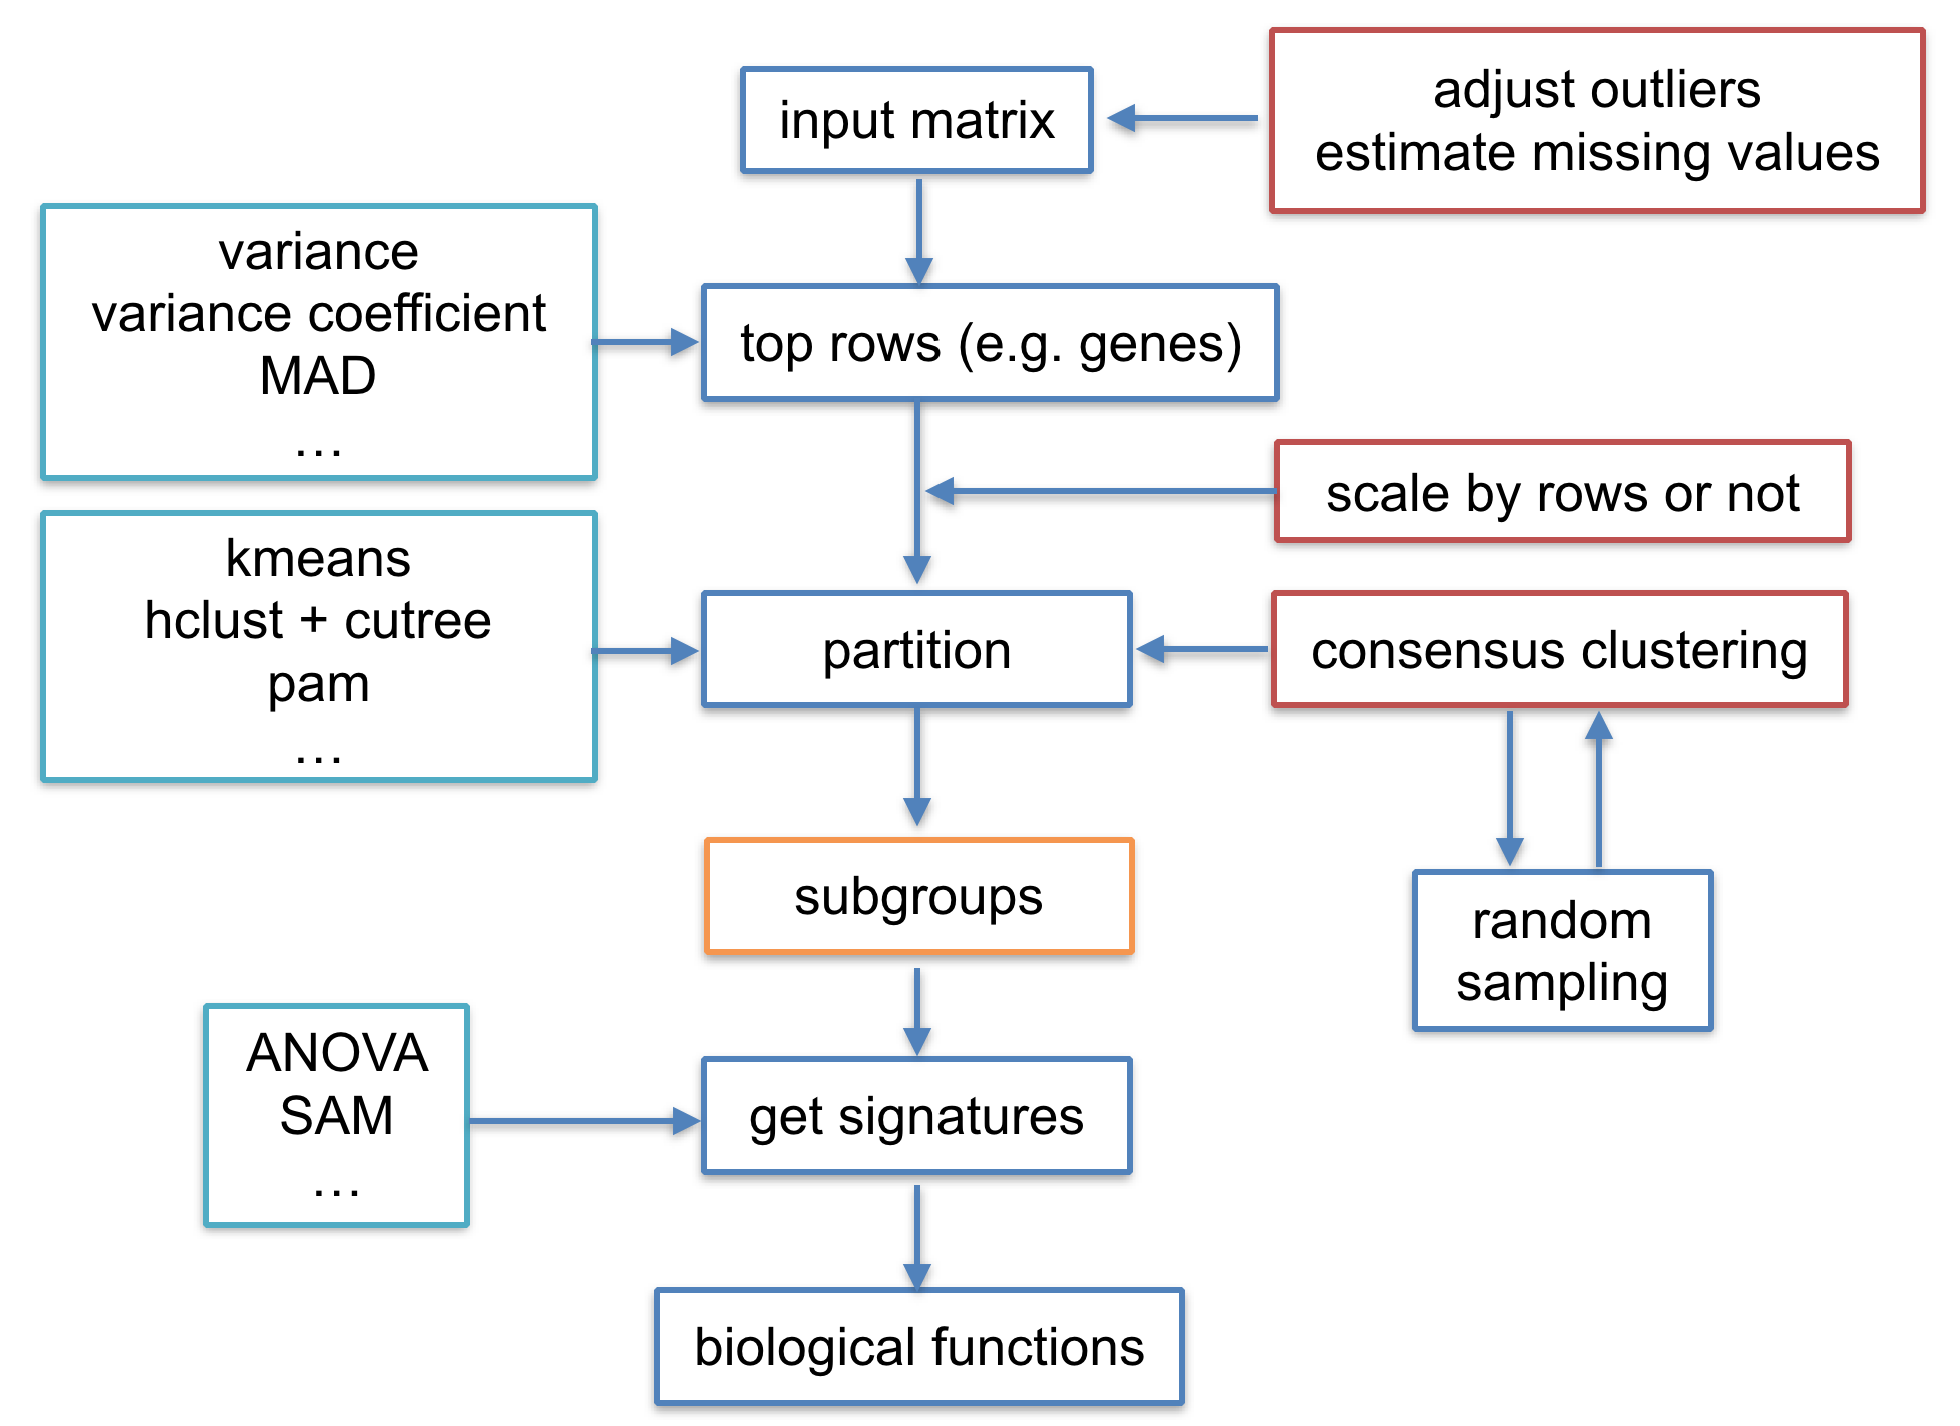 input matrix
adjust outliers
estimate missing values
variance
variance coefficient
MAD
…
top rows (e.g. genes)
scale by rows or not
kmeans
hclust + cutree
pam
…
partition
consensus clustering
subgroups
random
sampling
ANOVA
SAM
…
get signatures
biological functions